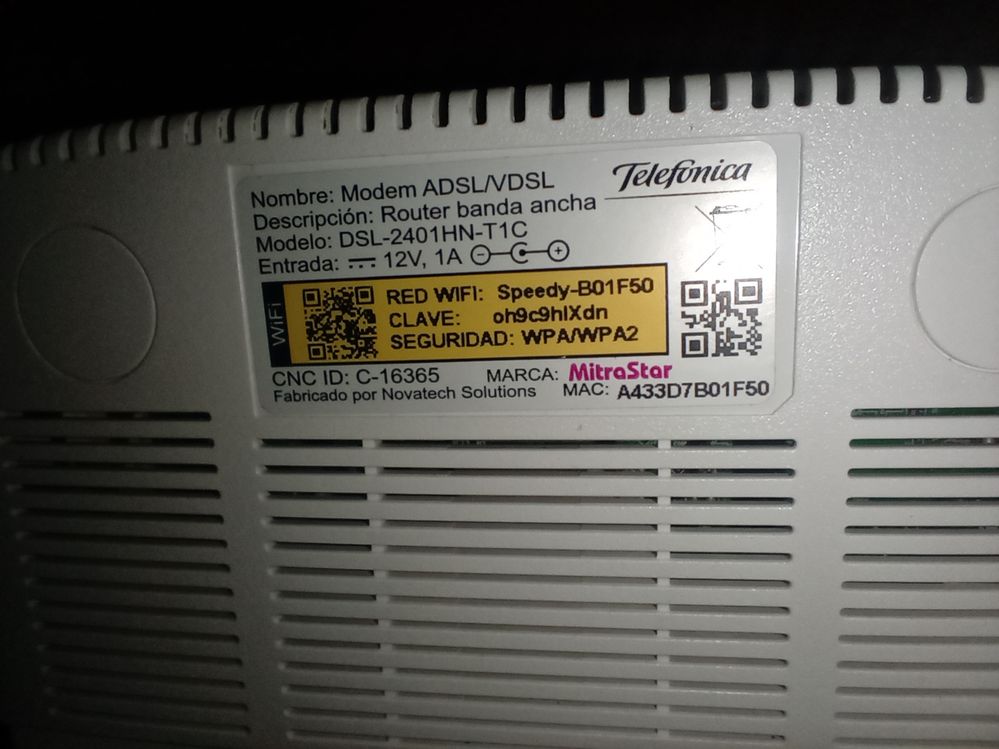 Telefónica
Nombre: Modem ADSL/VDSL
Descripción: Router banda ancha
Modelo: DSL-2401HN-T1C
Entrada: 12V, 1A
WiFi
RED WIFI: Speedy-B01F50
CLAVE: oh9c9hlXdn
SEGURIDAD: WPA/WPA2
CNC ID: C-16365 MARCA: MitraStar
Fabricado por Novatech Solutions MAC: A433D7B01F50